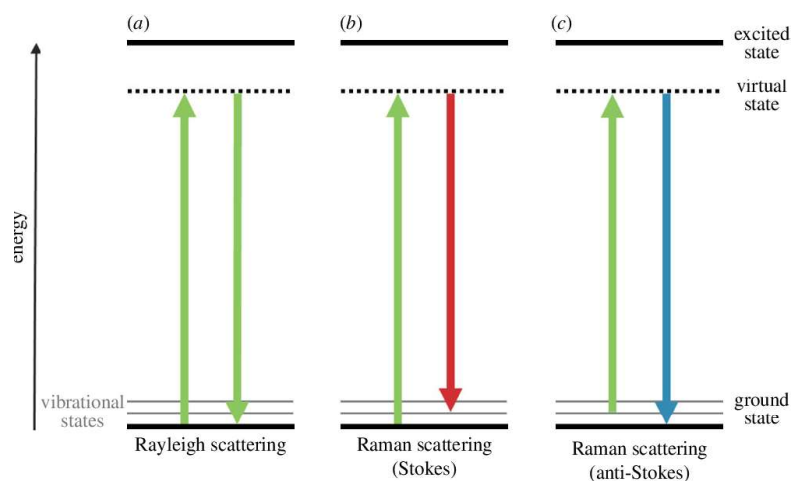 (a)
(b)
(c)
excited
state
virtual
state
energy
vibrational
states
ground
state
Rayleigh scattering
Raman scattering
(Stokes)
Raman scattering
(anti-Stokes)